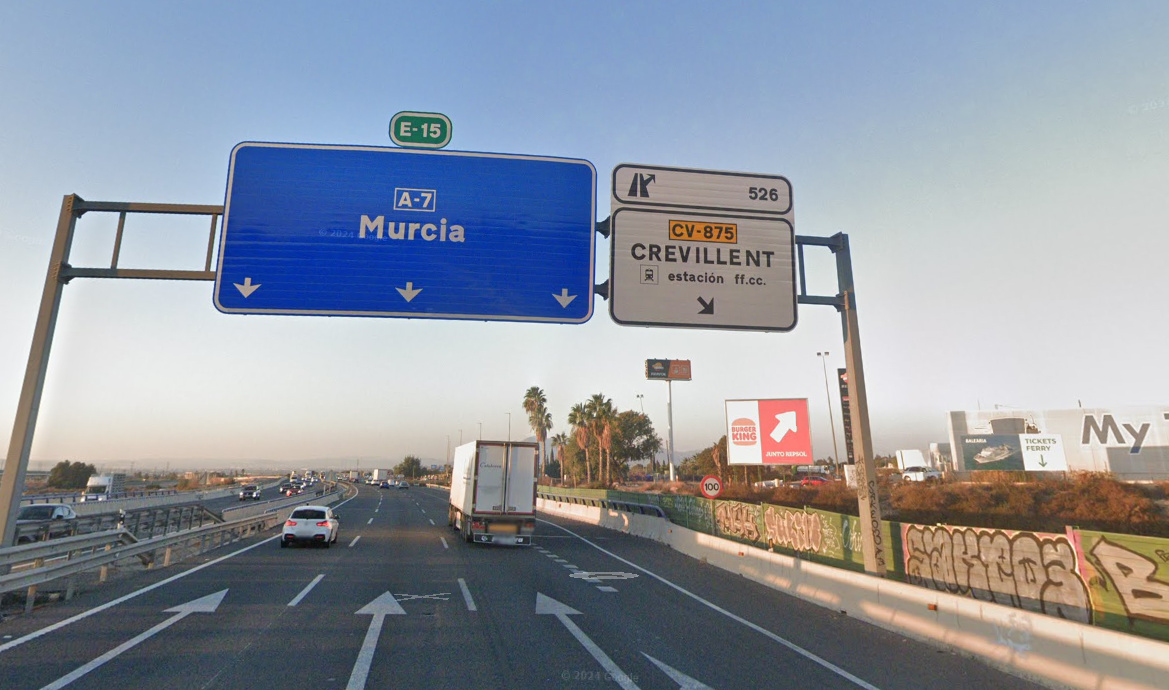 E-15
A-7
Murcia
526
CV-875
CREVILLENT
estación ff.cc.
BURGER
KING
JUNTO REPSOL
100
BALEÀRIA
TICKETS
FERRY
My
© 2024 Google